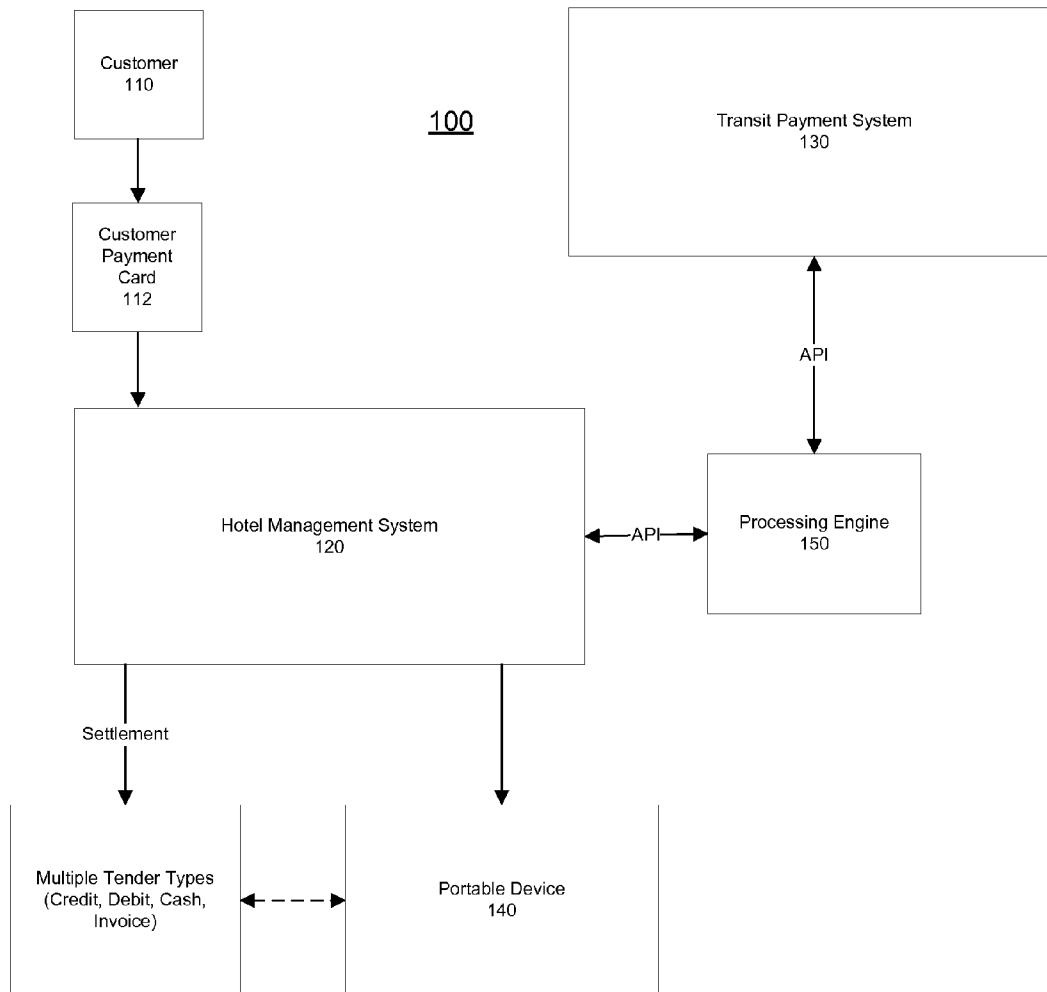 Customer
110
100
Transit Payment System
130
Customer
Payment
Card
112
API
Hotel Management System
120
API
Processing Engine
150
Settlement
Multiple Tender Types
(Credit, Debit, Cash,
Invoice)
Portable Device
140